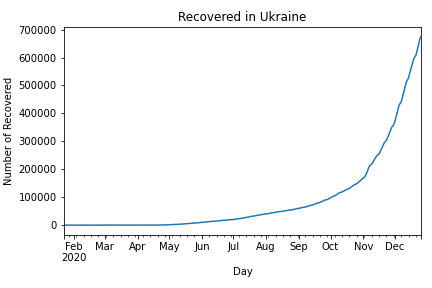 Recovered in Ukraine
Number of Recovered
700000
600000
500000
400000
300000
200000
100000
0
Feb Mar Apr May Jun Jul Aug Sep Oct Nov Dec
2020
Day